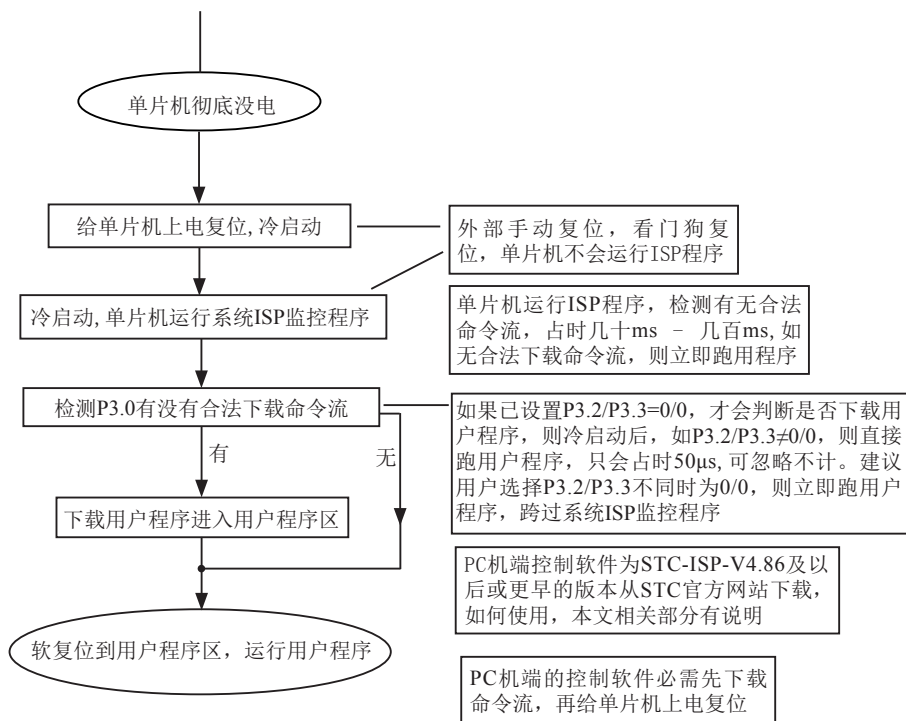 单片机彻底没电
给单片机上电复位,冷启动
外部手动复位，看门狗复
位，单片机不会运行ISP程序
冷启动,单片机运行系统ISP监控程序
单片机运行ISP程序，检测有无合法
命令流，占时几十ms - 几百ms,如
无合法下载命令流，则立即跑用程序
检测P3.0有没有合法下载命令流
如果已设置P3.2/P3.3=0/0，才会判断是否下载用
户程序，则冷启动后，如P3.2/P3.3≠0/0，则直接
跑用户程序，只会占时50μs,可忽略不计。建议
用户选择P3.2/P3.3不同时为0/0，则立即跑用户
程序，跨过系统ISP监控程序
有
无
下载用户程序进入用户程序区
PC机端控制软件为STC-ISP-V4.86及以
后或更早的版本从STC官方网站下载，
如何使用，本文相关部分有说明
软复位到用户程序区，运行用户程序
PC机端的控制软件必需先下载
命令流，再给单片机上电复位